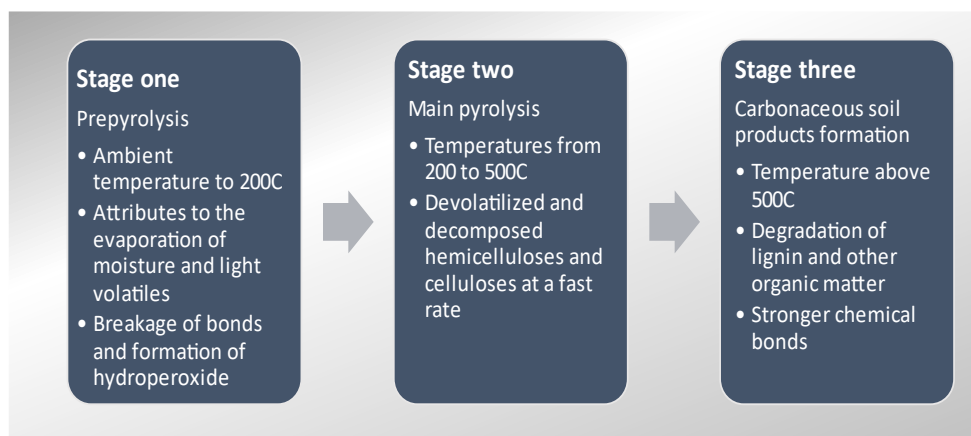 Stage one
Prepyrolysis
• Ambient
temperature to 200C
• Attributes to the
evaporation of
moisture and light
volatiles
• Breakage of bonds
and formation of
hydroperoxide
Stage two
Main pyrolysis
• Temperatures from
200 to 500C
• Devolatilized and
decomposed
hemicelluloses and
celluloses at a fast
rate
Stage three
Carbonaceous soil
products formation
• Temperature above
500C
• Degradation of
lignin and other
organic matter
• Stronger chemical
bonds